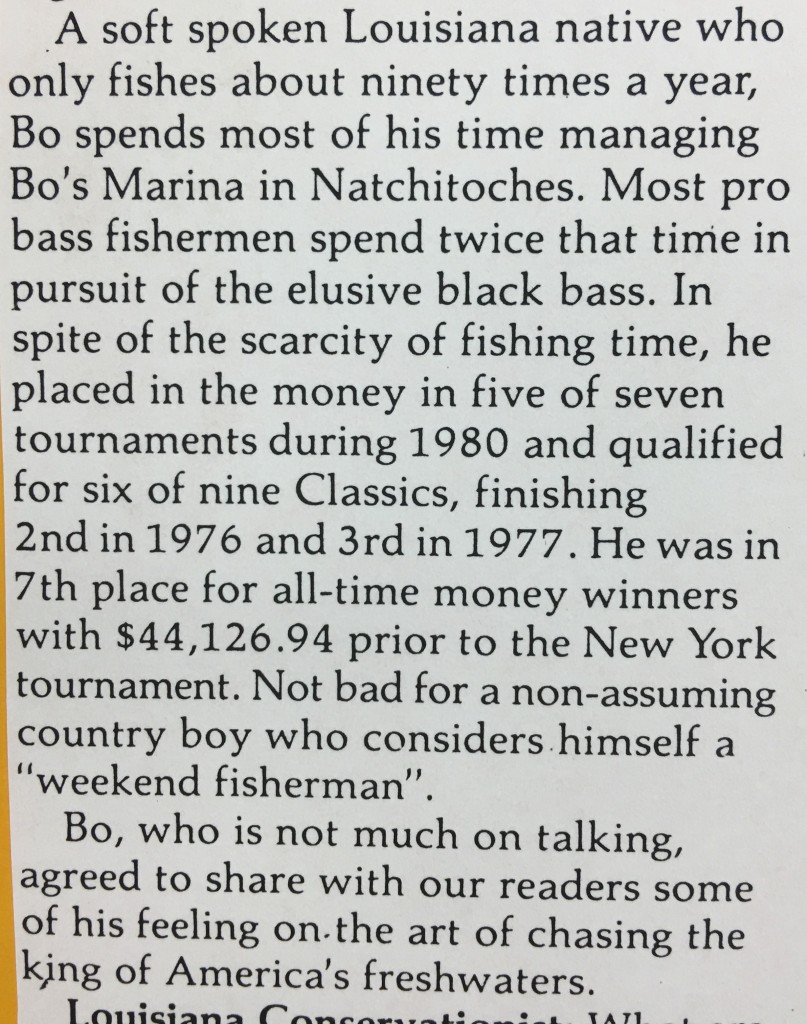 A soft spoken Louisiana native who
only fishes about ninety times a year,
Bo spends most of his time managing
Bo's Marina in Natchitoches. Most pro
bass fishermen spend twice that time in
pursuit of the elusive black bass. In
spite of the scarcity of fishing time, he
placed in the money in five of seven
tournaments during 1980 and qualified
for six of nine Classics, finishing
2nd in 1976 and 3rd in 1977. He was in
7th place for all-time money winners
with $44,126.94 prior to the New York
tournament. Not bad for a non-assuming
country boy who considers himself a
“weekend fisherman”.
Bo, who is not much on talking,
agreed to share with our readers some
of his feeling on the art of chasing the
king of America's freshwaters.
Louisiana Conservationist: